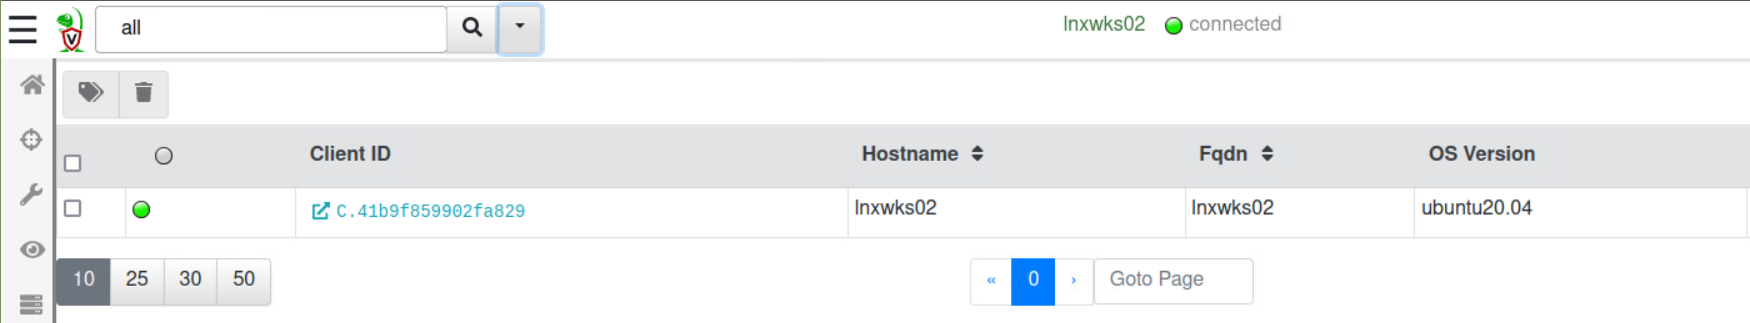 all
lnxwks02 connected
Client ID Hostname Fqdn OS Version
C.41b9f859902fa829 lnxwks02 lnxwks02 ubuntu20.04
10 25 30 50 « 0 › Goto Page